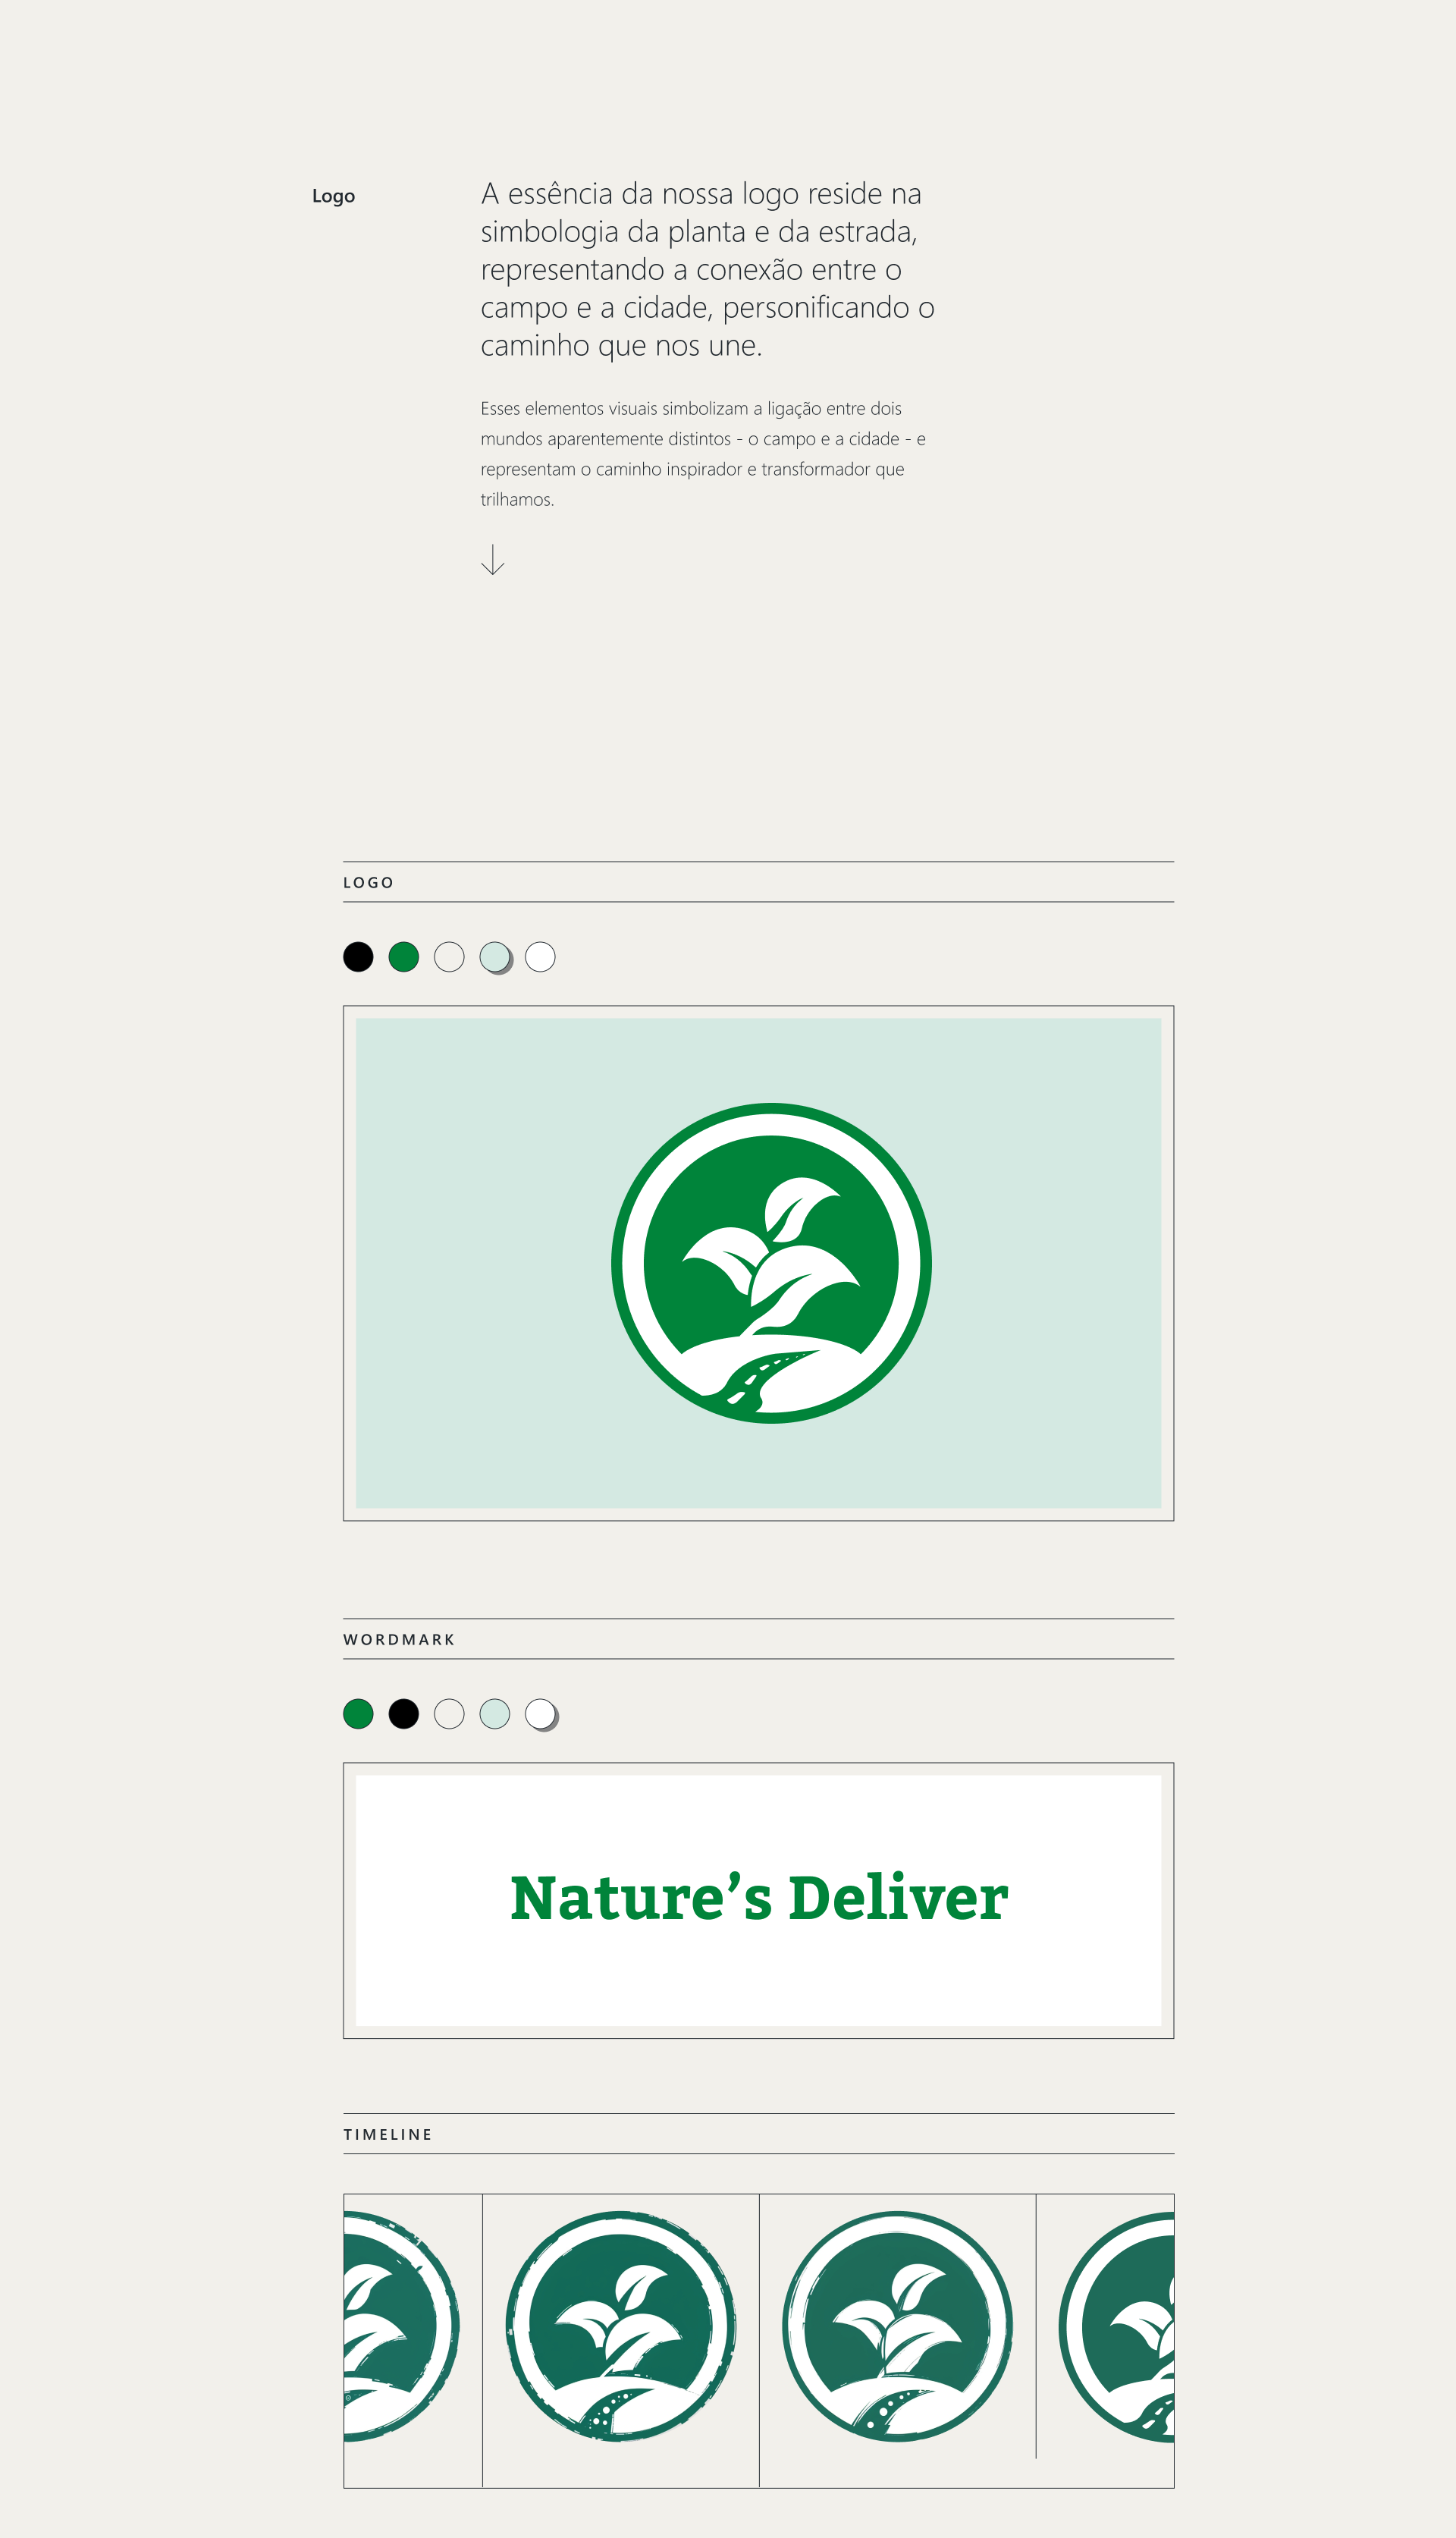 Logo
A essência da nossa logo reside na
simbologia da planta e da estrada,
representando a conexão entre o
campo e a cidade, personificando o
caminho que nos une.
Esses elementos visuais simbolizam a ligação entre dois
mundos aparentemente distintos - o campo e a cidade - e
representam o caminho inspirador e transformador que
trilhamos.
LOGO
WORDMARK
Nature’s Deliver
TIMELINE